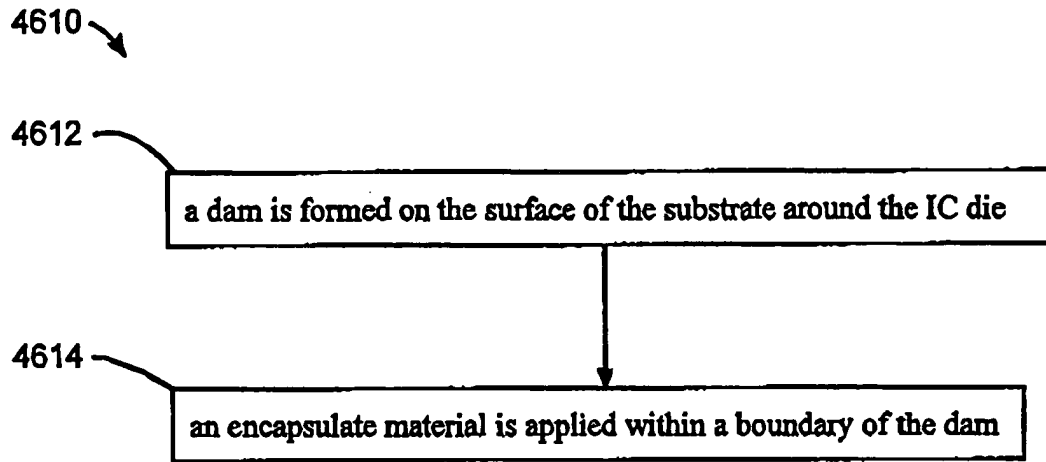 4610
4612
a dam is formed on the surface of the substrate around the IC die
4614
an encapsulate material is applied within a boundary of the dam